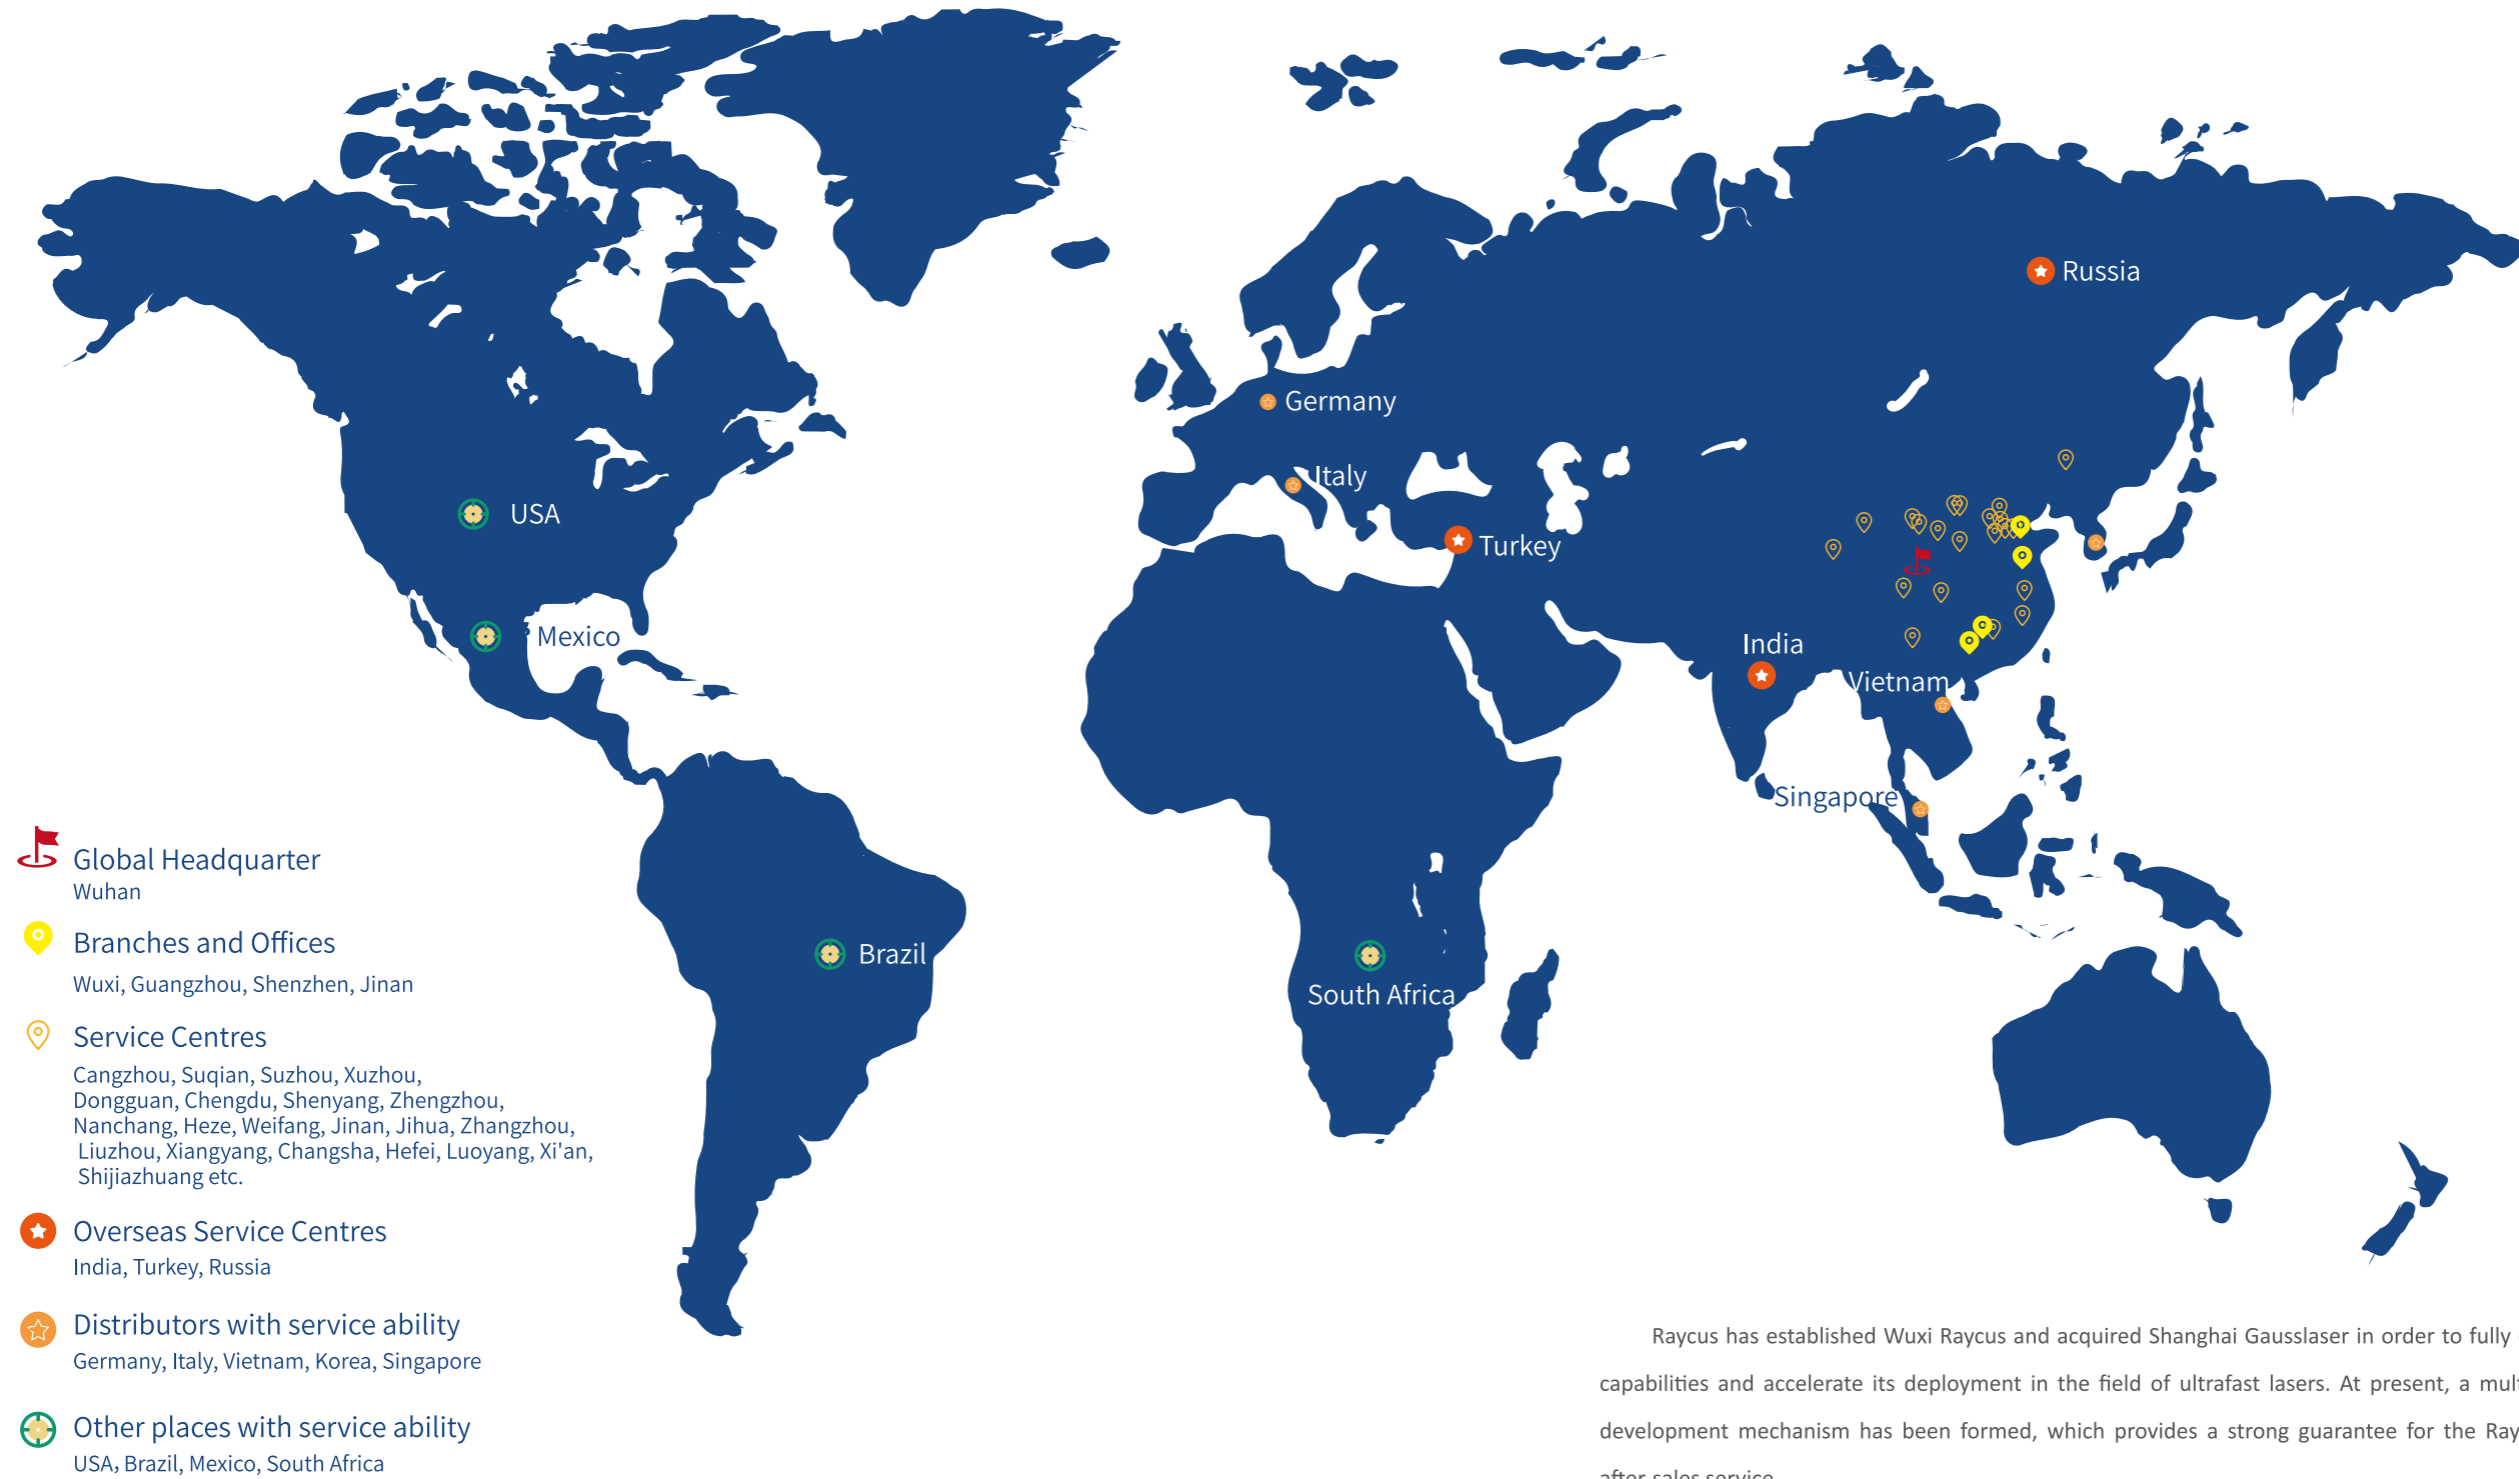 Russia
Germany
Italy
USA
Turkey
Mexico
India
Vietnam
Singapore
Brazil
South Africa
Global Headquarter
Wuhan
Branches and Offices
Wuxi, Guangzhou, Shenzhen, Jinan
Service Centres
Cangzhou, Suqian, Suzhou, Xuzhou,
Dongguan, Chengdu, Shenyang, Zhengzhou,
Nanchang, Heze, Weifang, Jinan, Jihua, Zhangzhou,
Liuzhou, Xiangyang, Changsha, Hefei, Luoyang, Xi'an,
Shijiazhuang etc.
Overseas Service Centres
India, Turkey, Russia
Distributors with service ability
Germany, Italy, Vietnam, Korea, Singapore
Other places with service ability
USA, Brazil, Mexico, South Africa
Raycus has established Wuxi Raycus and acquired Shanghai Gausslaser in order to fully
capabilities and accelerate its deployment in the field of ultrafast lasers. At present, a mul
development mechanism has been formed, which provides a strong guarantee for the Ray
after-sales service